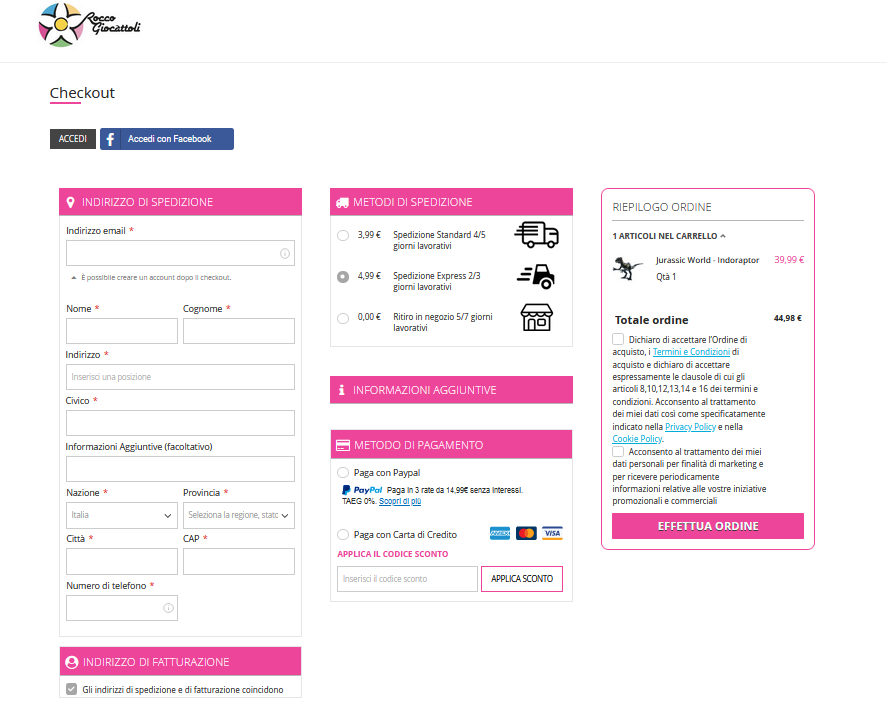 Rocco
Giocattoli
Checkout
ACCEDI
f Accedi con Facebook
INDIRIZZO DI SPEDIZIONE
Indirizzo email *
È possibile creare un account dopo il checkout.
Nome * Cognome *
Indirizzo *
Inserisci una posizione
Civico *
Informazioni Aggiuntive (facoltativo)
Nazione * Provincia *
Italia Seleziona la regione, stato
Città * CAP *
Numero di telefono *
INDIRIZZO DI FATTURAZIONE
Gli indirizzi di spedizione e di fatturazione coincidono
METODI DI SPEDIZIONE
3,99 € Spedizione Standard 4/5
giorni lavorativi
4,99 € Spedizione Express 2/3
giorni lavorativi
0,00 € Ritiro in negozio 5/7 giorni
lavorativi
INFORMAZIONI AGGIUNTIVE
METODO DI PAGAMENTO
Paga con Paypal
PayPal Paga in 3 rate da 14,99€ senza interessi.
TAEG 0%. Scopri di più
Paga con Carta di Credito
VISA
APPLICA IL CODICE SCONTO
Inserisci il codice sconto
APPLICA SCONTO
RIEPILOGO ORDINE
1 ARTICOLI NEL CARRELLO
Jurassic World - Indoraptor 39,99 €
Qtà 1
Totale ordine 44,98 €
Dichiaro di accettare l'Ordine di
acquisto, i Termini e Condizioni di
acquisto e dichiaro di accettare
espressamente le clausole di cui gli
articoli 8,10,12,13,14 e 16 dei termini e
condizioni. Acconsento al trattamento
dei miei dati così come specificatamente
indicato nella Privacy Policy e nella
Cookie Policy.
Acconsento al trattamento dei miei
dati personali per finalità di marketing e
per ricevere periodicamente
informazioni relative alle vostre iniziative
promozionali e commerciali
EFFETTUA ORDINE